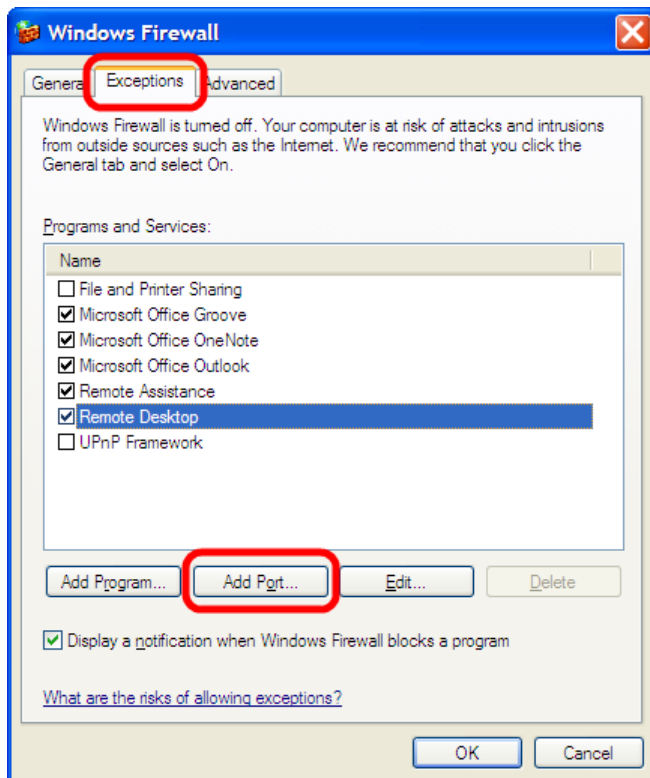 Windows Firewall
General Exceptions Advanced
Windows Firewall is turned off. Your computer is at risk of attacks and intrusions
from outside sources such as the Internet. We recommend that you click the
General tab and select On.
Programs and Services:
Name
File and Printer Sharing
Microsoft Office Groove
Microsoft Office OneNote
Microsoft Office Outlook
Remote Assistance
Remote Desktop
UPnP Framework
Add Program... Add Port... Edit... Delete
Display a notification when Windows Firewall blocks a program
What are the risks of allowing exceptions?
OK Cancel